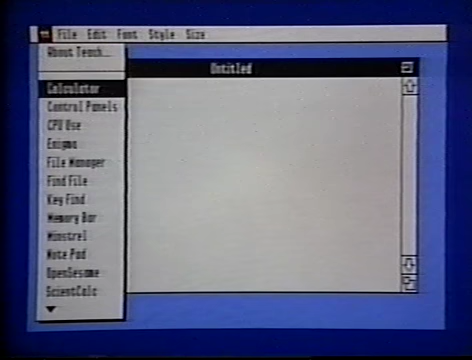 File Edit Font Style Size
About Teach...
Untitled
Calculator
Control Panels
CPU Use
Enigma
File Manager
Find File
Key Find
Memory Bar
Minstrel
Note Pad
OpenSesame
ScientCalc